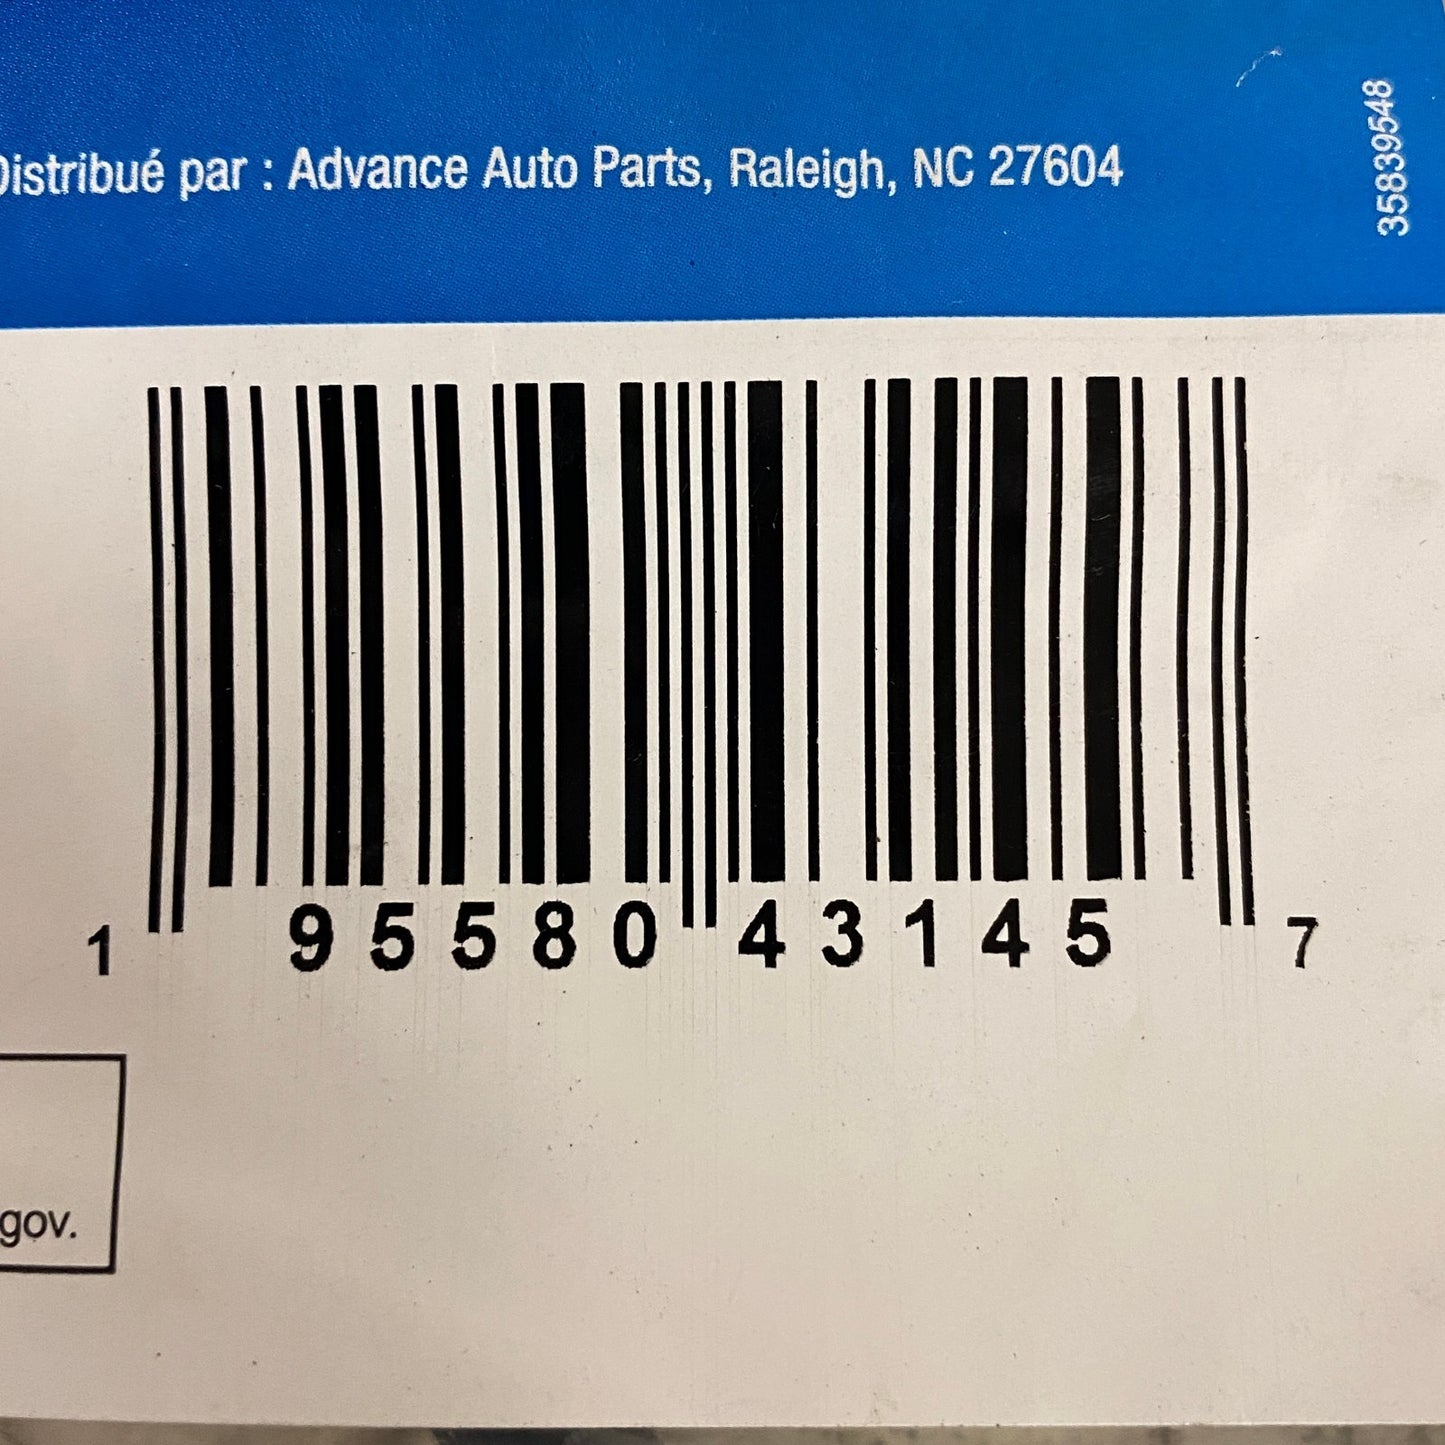 Distribué par : Advance Auto Parts, Raleigh, NC 27604
35839548
1 95580 43145 7
gov.